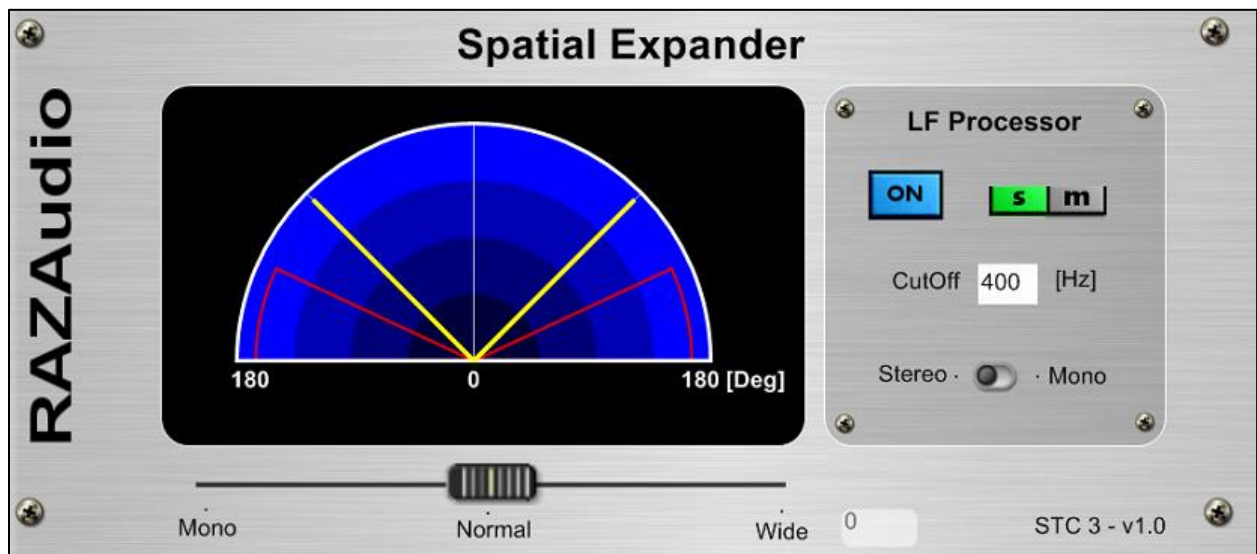 Spatial Expander
RAZAudio
LF Processor
ON
s m
CutOff 400 [Hz]
Stereo · · Mono
180 0 180 [Deg]
Mono Normal Wide 0
STC 3 - v1.0